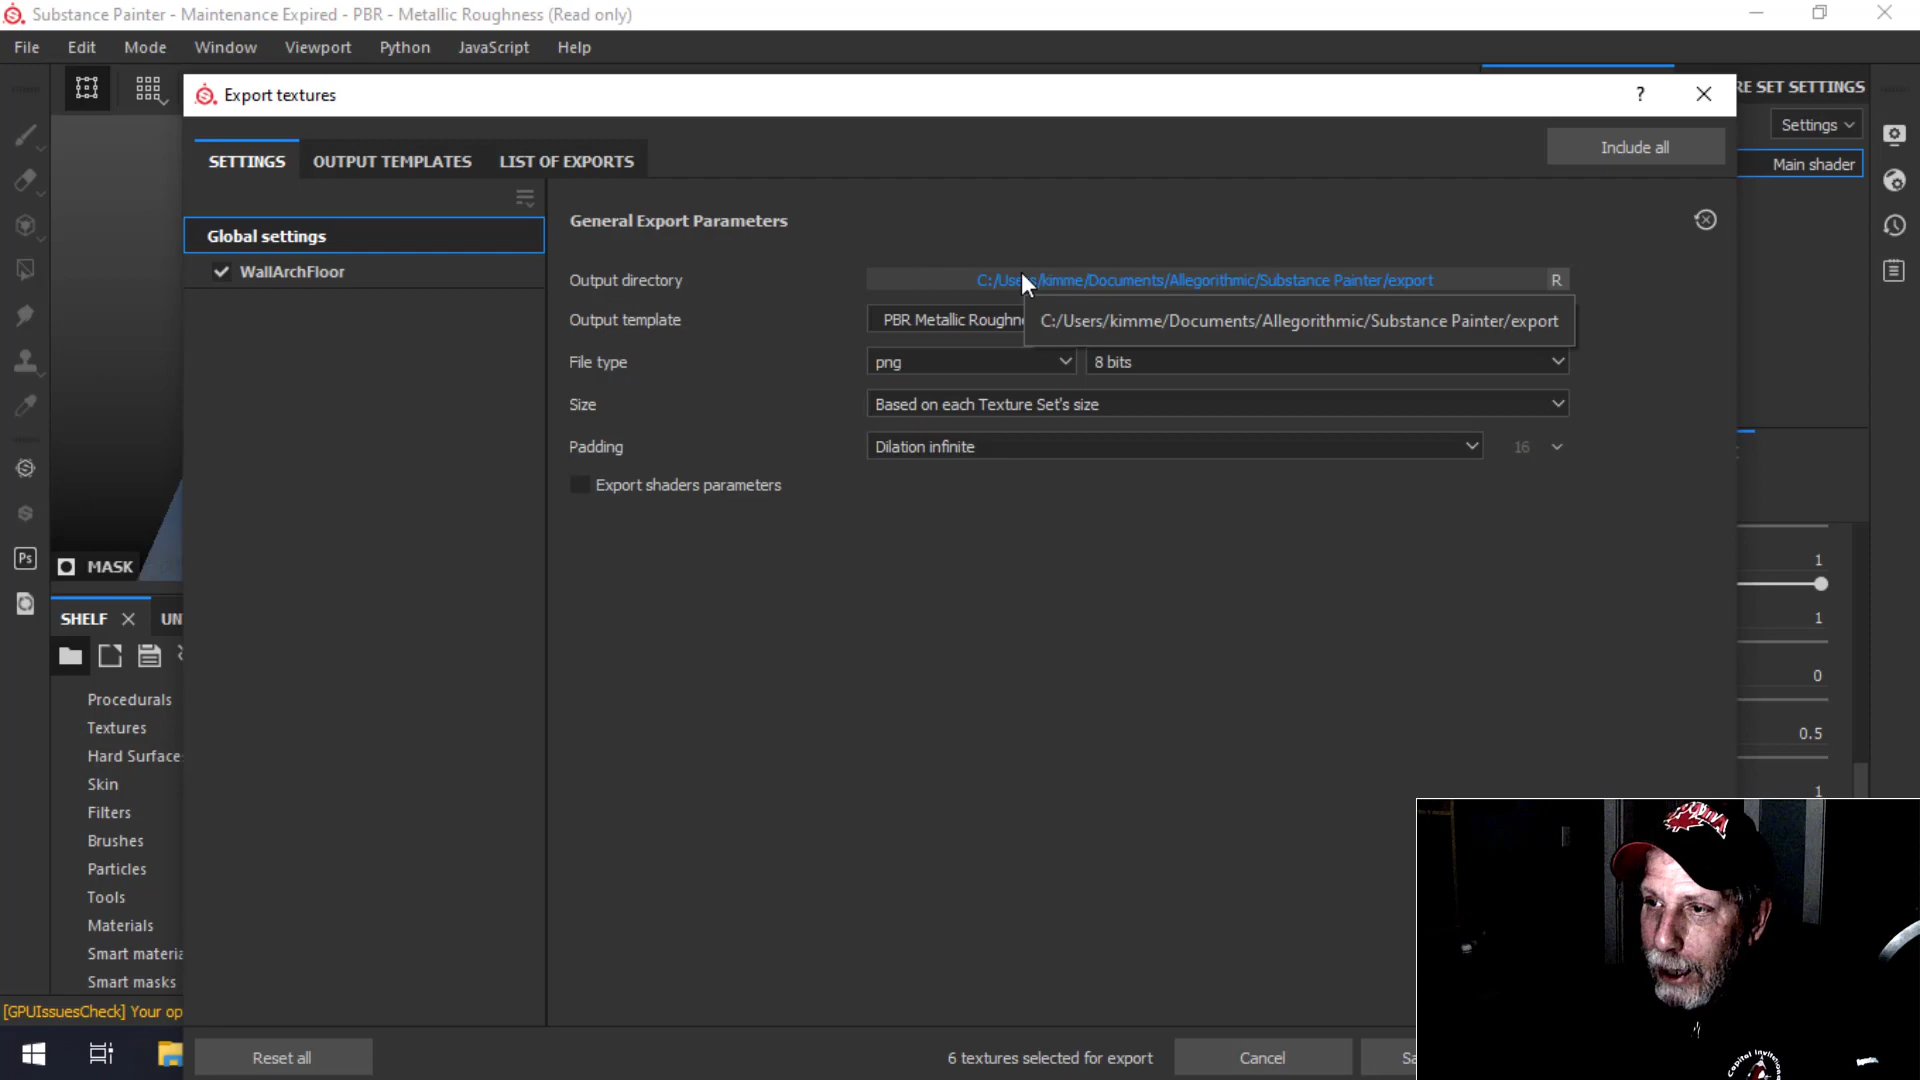 Substance Painter - Maintenance Expired - PBR - Metallic Roughness (Read only)
File Edit Mode Window Viewport Python JavaScript Help
Export textures
?
RE SET SETTINGS
Settings
Main shader
SETTINGS OUTPUT TEMPLATES LIST OF EXPORTS
Include all
Global settings
WallArchFloor
General Export Parameters
Output directory C:/Users/kimme/Documents/Allegorithmic/Substance Painter/export R
Output template PBR Metallic Roughn
C:/Users/kimme/Documents/Allegorithmic/Substance Painter/export
File type png 8 bits
Size Based on each Texture Set's size
Padding Dilation infinite 16
Export shaders parameters
Ps
MASK
SHELF UN
Procedurals
Textures
Hard Surface
Skin
Filters
Brushes
Particles
Tools
Materials
Smart materia
Smart masks
1
1
0
0.5
1
[GPUIssuesCheck] Your op
Reset all
6 textures selected for export
Cancel
Sa
Capitol Invitational